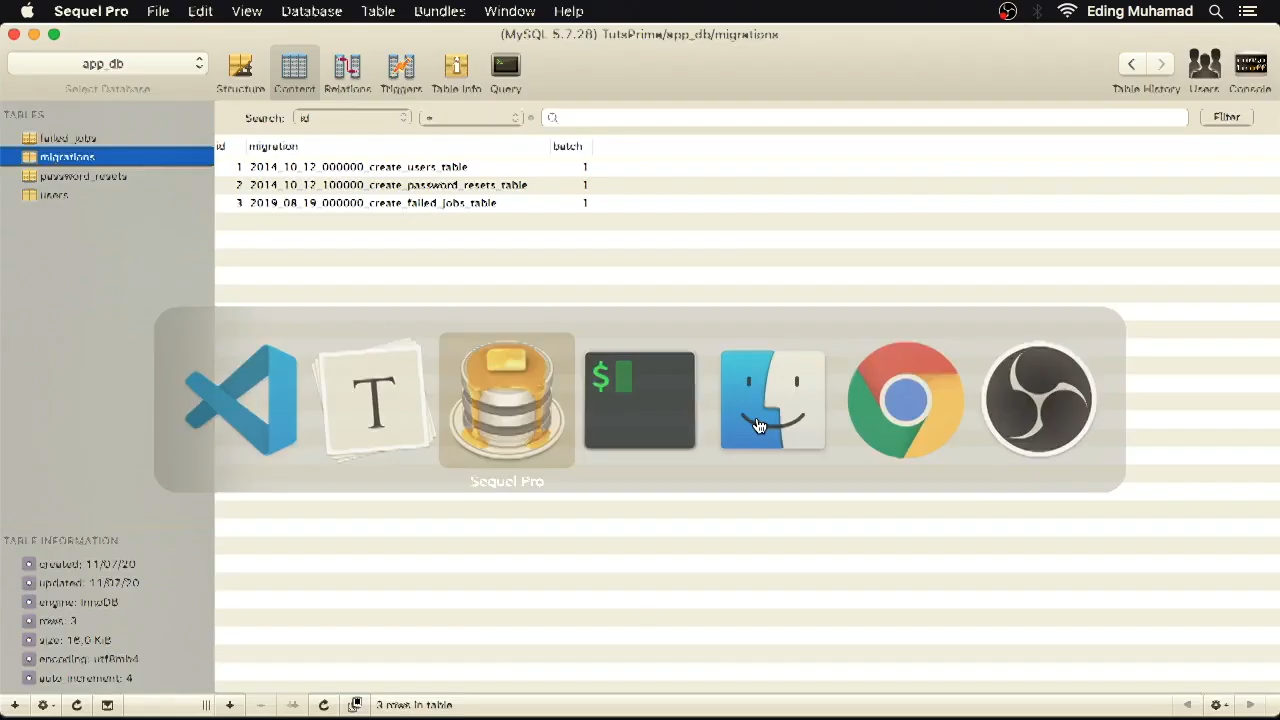 Sequel Pro File Edit View Database Table Bundles Window Help Eding Muhamad
(MySQL 5.7.28) TutsPrime/app_db/migrations
app_db
Select Database
Structure Content Relations Triggers Table Info Query
Table History Users Console
TABLES
failed_jobs
migrations
password_resets
users
Search: id = Filter
id migration batch
1 2014_10_12_000000_create_users_table 1
2 2014_10_12_100000_create_password_resets_table 1
3 2019_08_19_000000_create_failed_jobs_table 1
T
$
Sequel Pro
TABLE INFORMATION
created: 11/07/20
updated: 11/07/20
engine: InnoDB
rows: 3
size: 16.0 KiB
encoding: utf8mb4
auto_increment: 4
3 rows in table